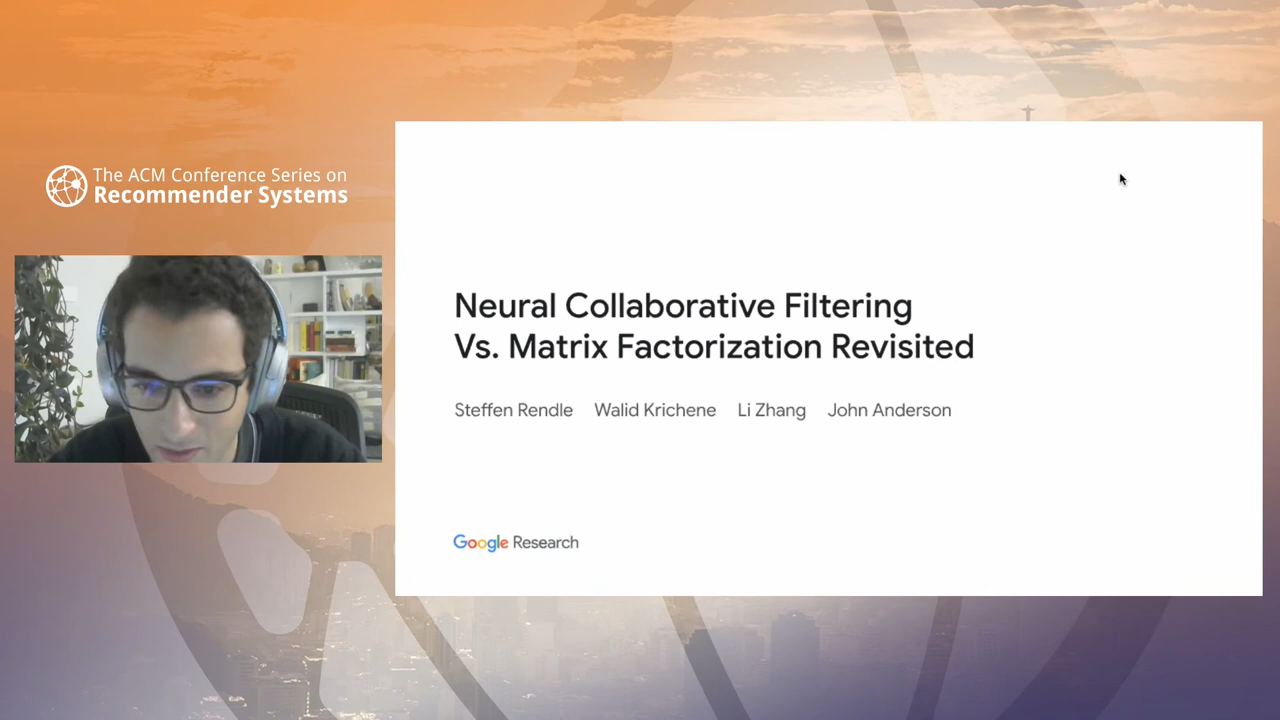 The ACM Conference Series on
Recommender Systems
Neural Collaborative Filtering
Vs. Matrix Factorization Revisited
Steffen Rendle Walid Krichene Li Zhang John Anderson
Google Research